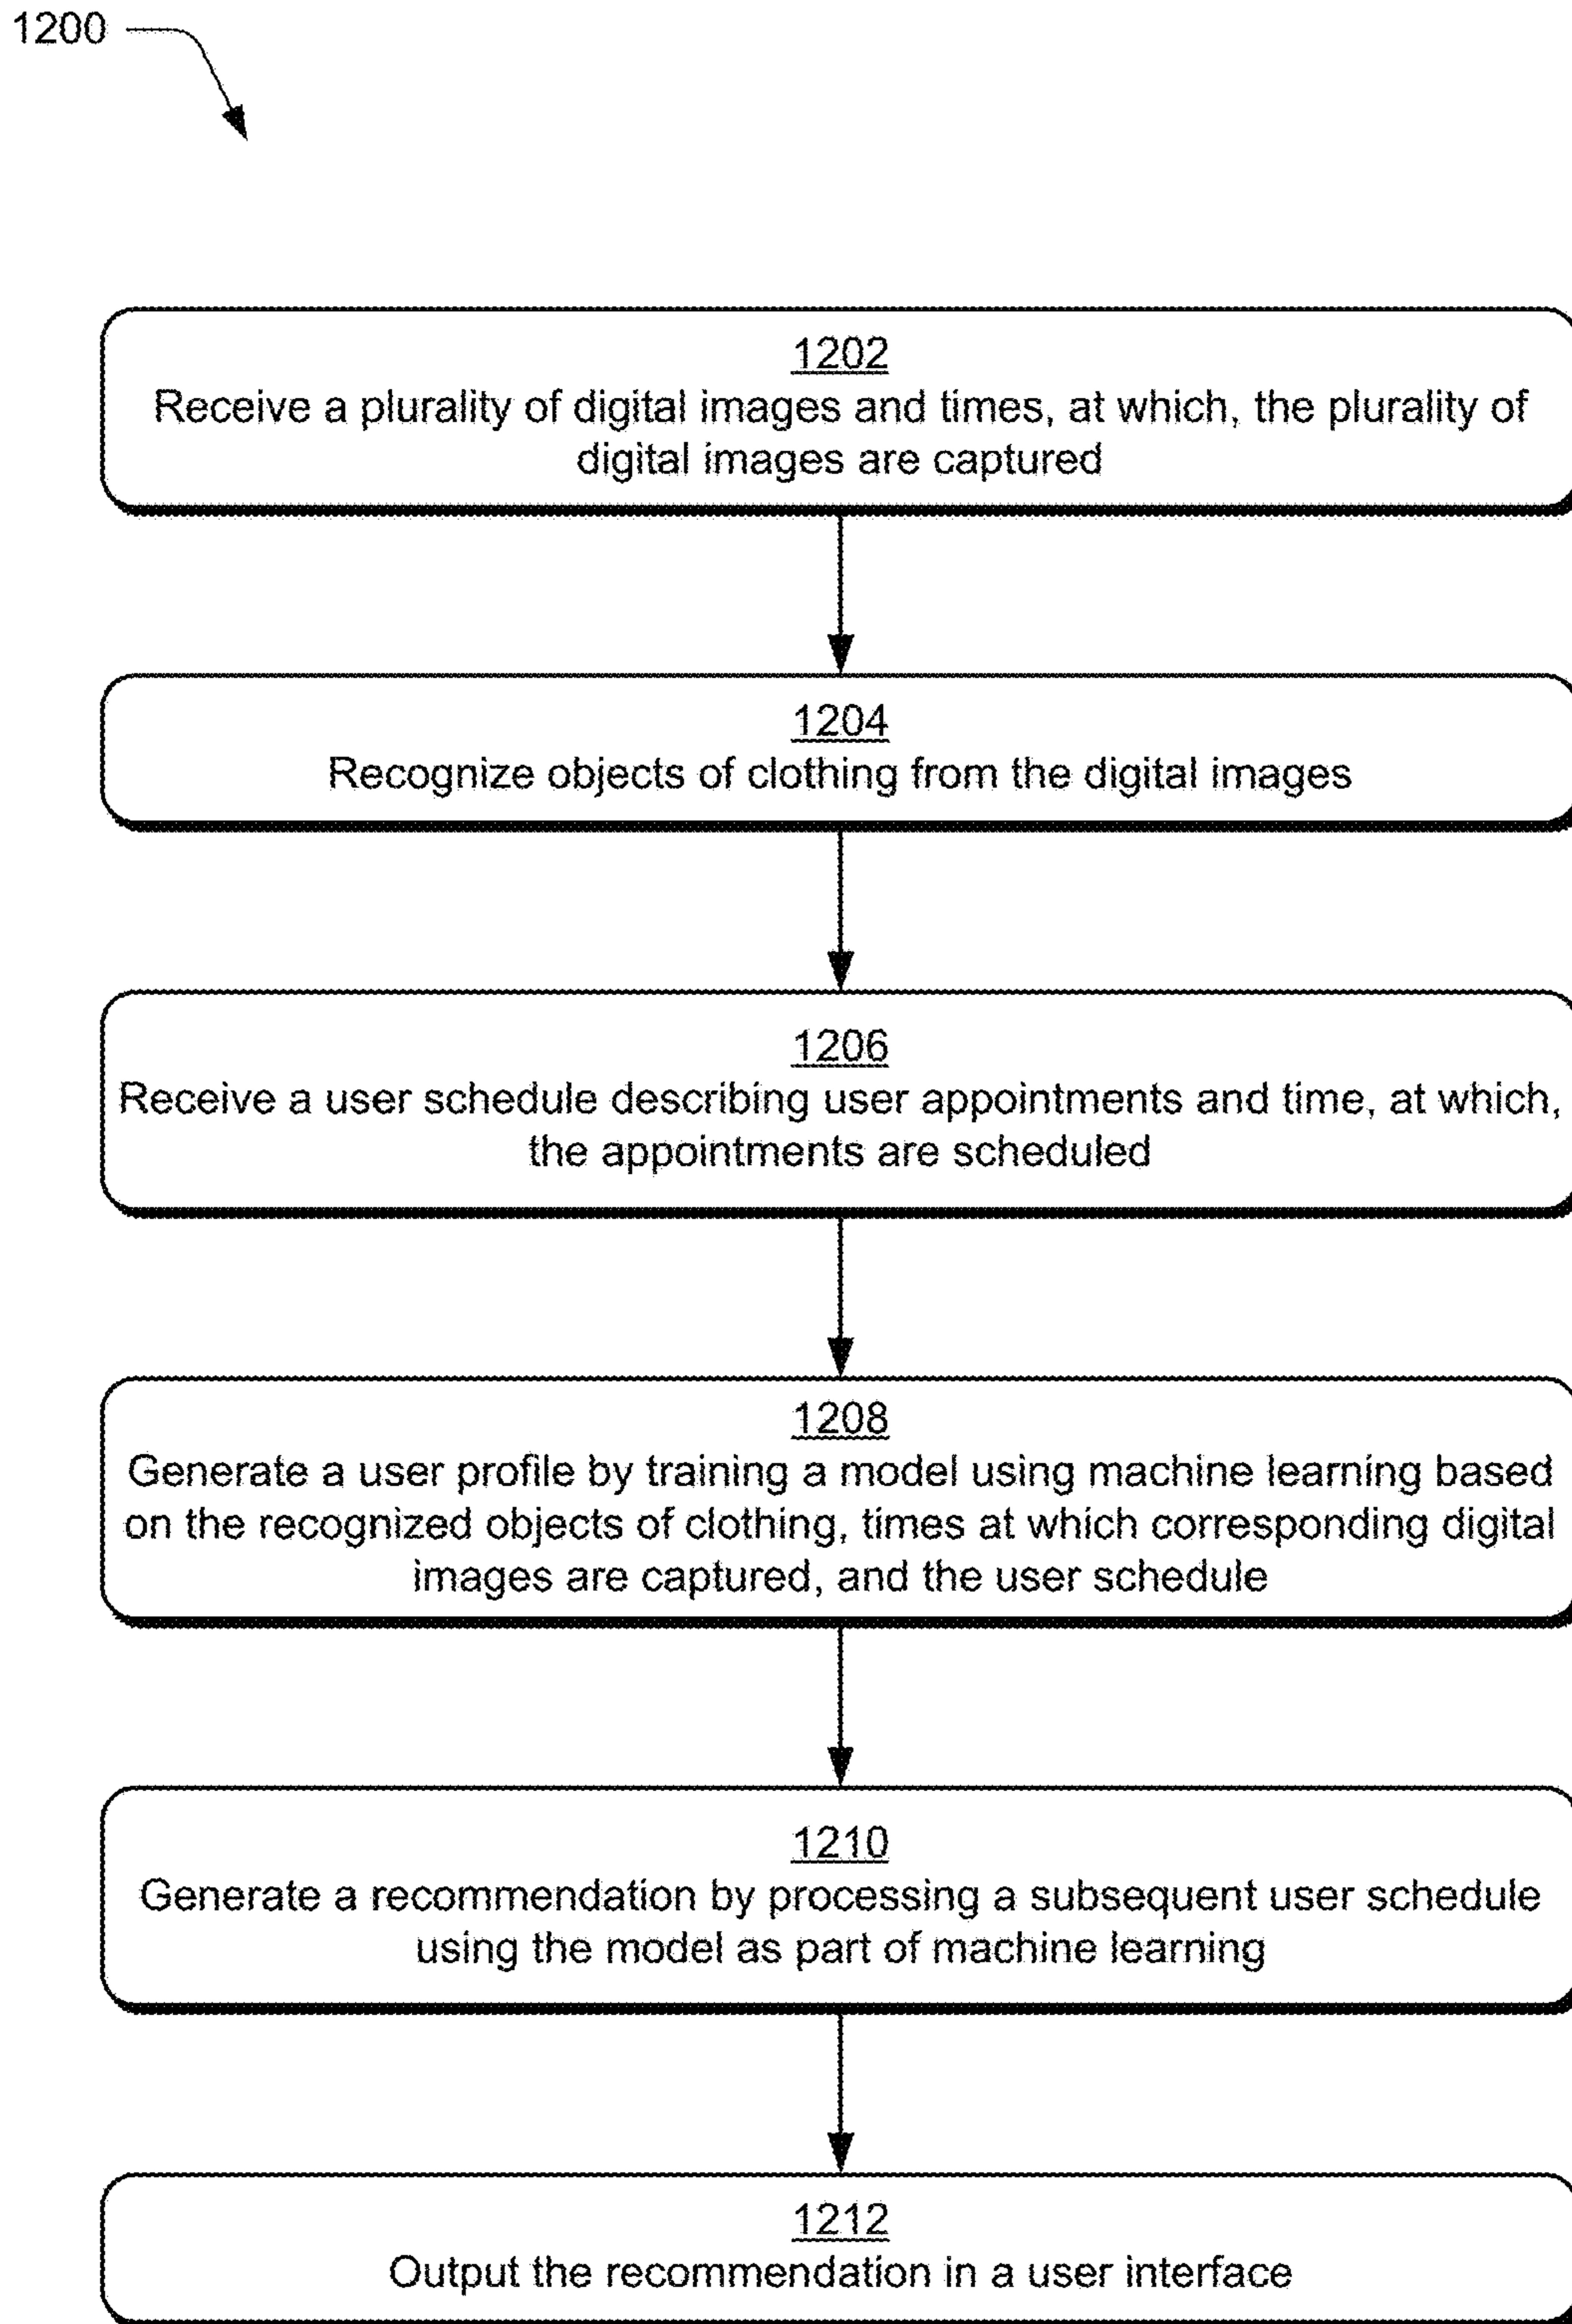 1200
1202
Receive a plurality of digital images and times, at which, the plurality of
digital images are captured
1204
Recognize objects of clothing from the digital images
1206
Receive a user schedule describing user appointments and time, at which,
the appointments are scheduled
1208
Generate a user profile by training a model using machine learning based
on the recognized objects of clothing, times at which corresponding digital
images are captured, and the user schedule
1210
Generate a recommendation by processing a subsequent user schedule
using the model as part of machine learning
1212
Output the recommendation in a user interface